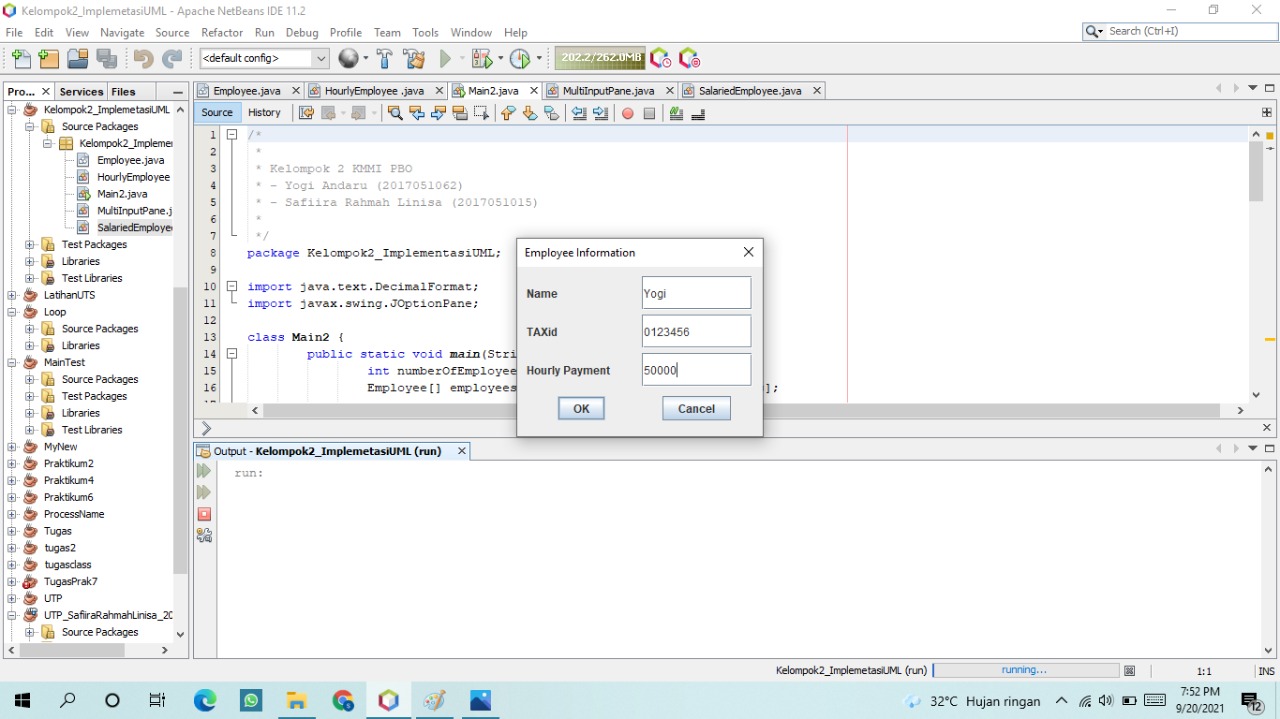 Kelompok2_ImplemetasiUML - Apache NetBeans IDE 11.2
File Edit View Navigate Source Refactor Run Debug Profile Team Tools Window Help
Search (Ctrl+I)
<default config>
202.2/262.0MB
Pro... Services Files
Employee.java HourlyEmployee .java Main2.java MultiInputPane.java SalariedEmployee.java
Source History
Kelompok2_ImplemetasiUML
Source Packages
Kelompok2_Implemer
Employee.java
HourlyEmployee
Main2.java
MultiInputPane.j
SalariedEmploye
Test Packages
Libraries
Test Libraries
LatihanUTS
Loop
Source Packages
Libraries
MainTest
Source Packages
Test Packages
Libraries
Test Libraries
MyNew
Praktikum2
Praktikum4
Praktikum6
ProcessName
Tugas
tugas2
tugasclass
TugasPrak7
UTP
UTP_SafiiraRahmahLinisa_20
Source Packages
1 /*
2 *
3 * Kelompok 2 KMMI PBO
4 * - Yogi Andaru (2017051062)
5 * - Safiira Rahmah Linisa (2017051015)
6 *
7 */
8 package Kelompok2_ImplementasiUML;
9
10 import java.text.DecimalFormat;
11 import javax.swing.JOptionPane;
12
13 class Main2 {
14 public static void main(Stri
15 int numberOfEmployee
16 Employee[] employees ];
Employee Information
Name Yogi
TAXid 0123456
Hourly Payment 50000
OK Cancel
Output - Kelompok2_ImplemetasiUML (run)
run:
Kelompok2_ImplemetasiUML (run) running... 1:1 INS
32°C Hujan ringan
7:52 PM
9/20/2021
12